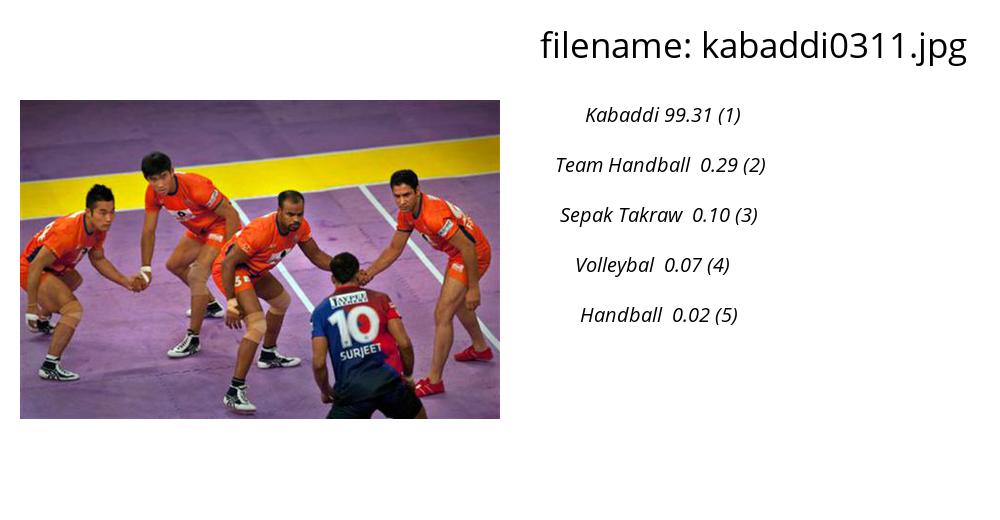 filename: kabaddi0311.jpg
Kabaddi 99.31 (1)
Team Handball 0.29 (2)
Sepak Takraw 0.10 (3)
Volleybal 0.07 (4)
Handball 0.02 (5)
JAYPEE
10
SURJEET